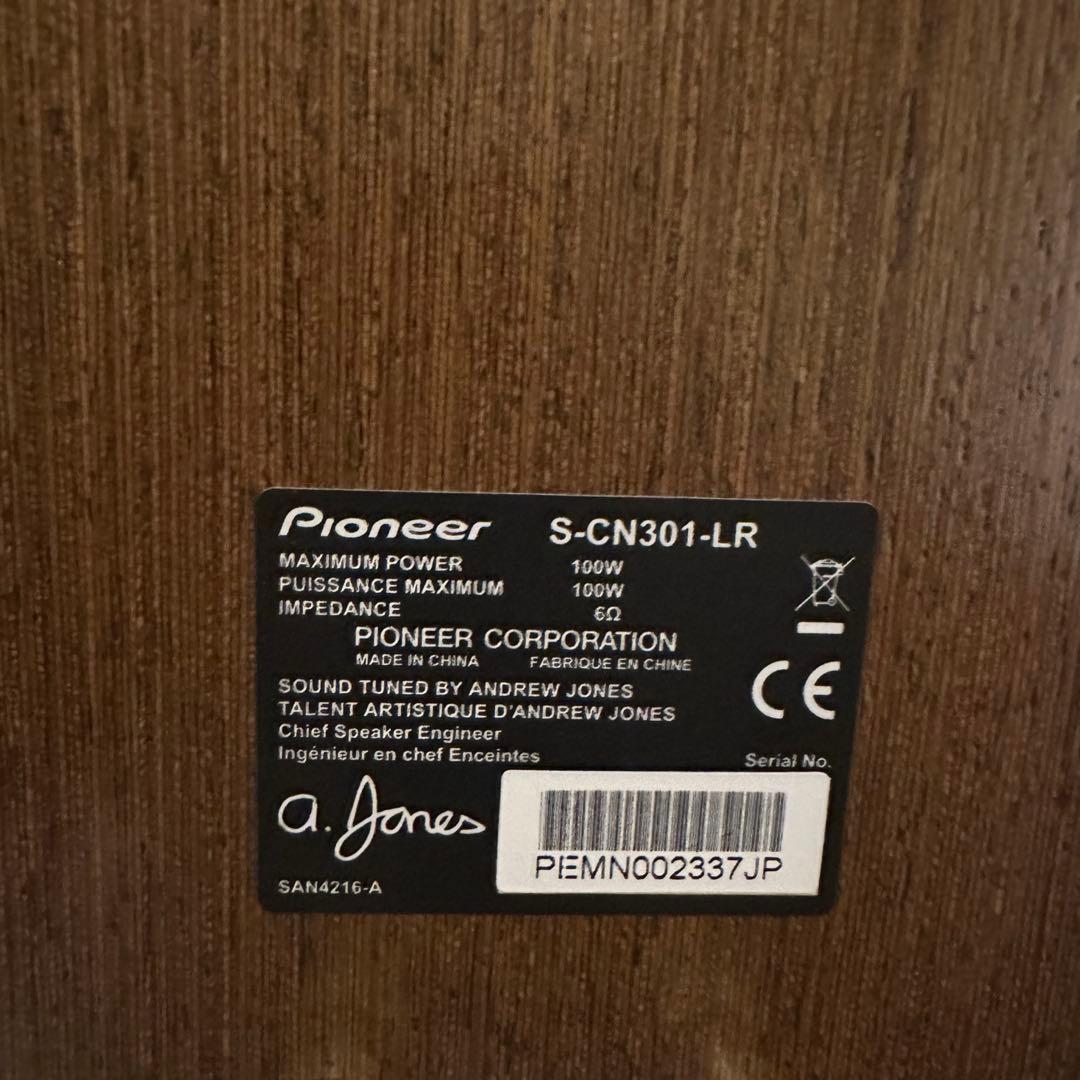 Pioneer S-CN301-LR
MAXIMUM POWER 100W
PUISSANCE MAXIMUM 100W
IMPEDANCE 6Ω
PIONEER CORPORATION
MADE IN CHINA FABRIQUE EN CHINE
SOUND TUNED BY ANDREW JONES
TALENT ARTISTIQUE D'ANDREW JONES
Chief Speaker Engineer
Ingénieur en chef Enceintes
CE
Serial No.
a. Jones
PEMN002337JP
SAN4216-A